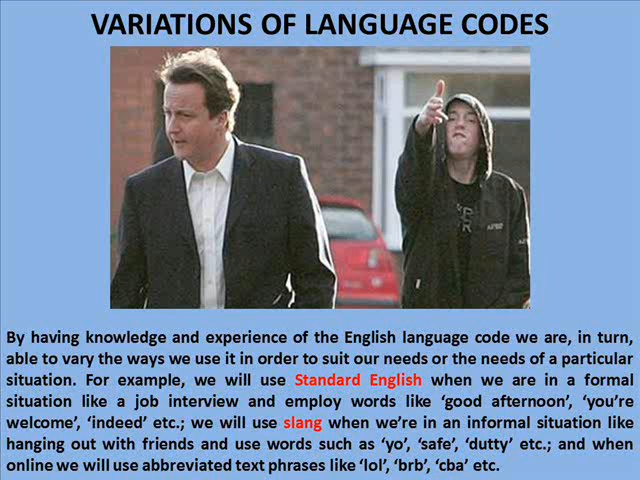 VARIATIONS OF LANGUAGE CODES
By having knowledge and experience of the English language code we are, in turn,
able to vary the ways we use it in order to suit our needs or the needs of a particular
situation. For example, we will use Standard English when we are in a formal
situation like a job interview and employ words like ‘good afternoon’, ‘you’re
welcome’, ‘indeed’ etc.; we will use slang when we’re in an informal situation like
hanging out with friends and use words such as ‘yo’, ‘safe’, ‘dutty’ etc.; and when
online we will use abbreviated text phrases like ‘lol’, ‘brb’, ‘cba’ etc.